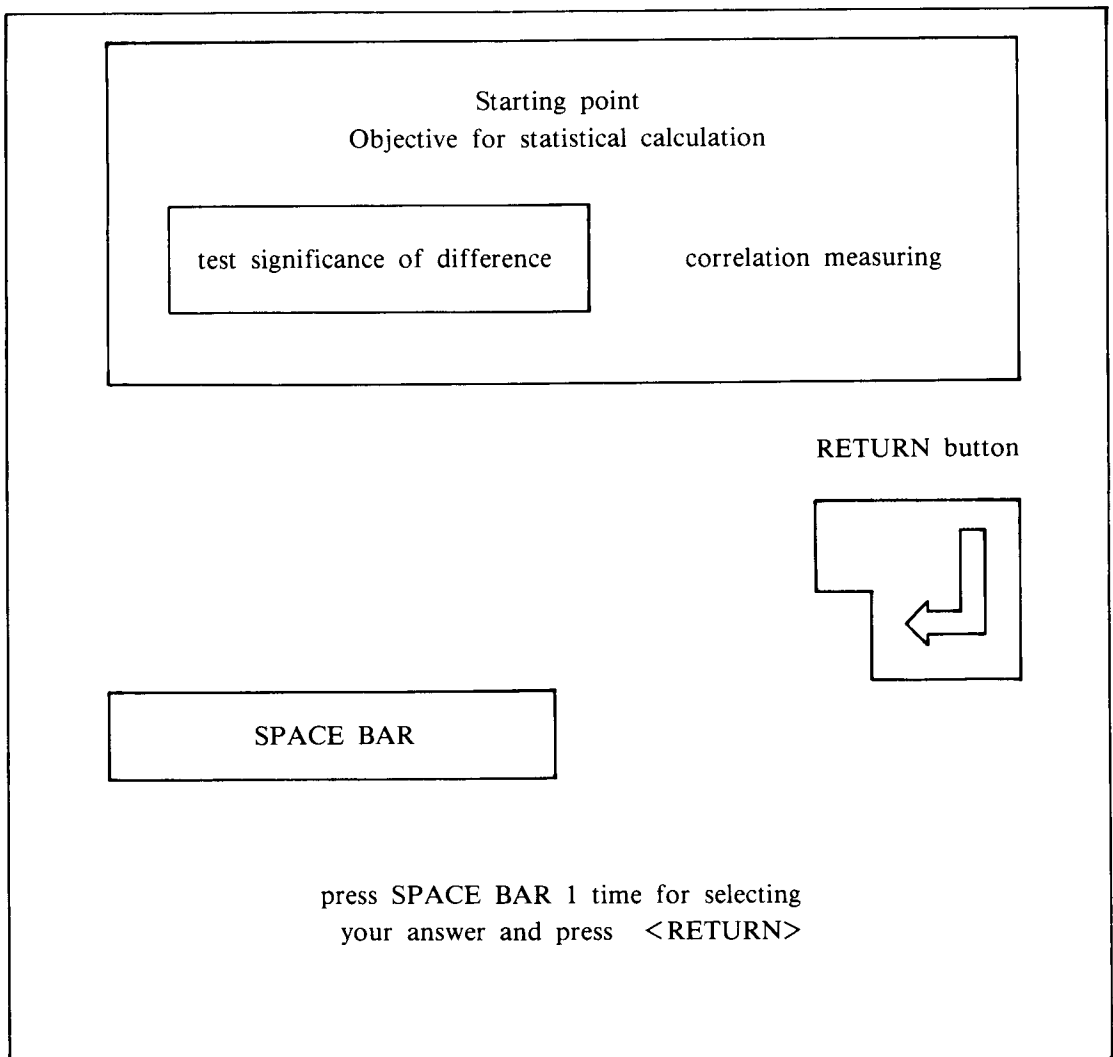 Starting point
Objective for statistical calculation
test significance of difference
correlation measuring
RETURN button
SPACE BAR
press SPACE BAR 1 time for selecting
your answer and press <RETURN>